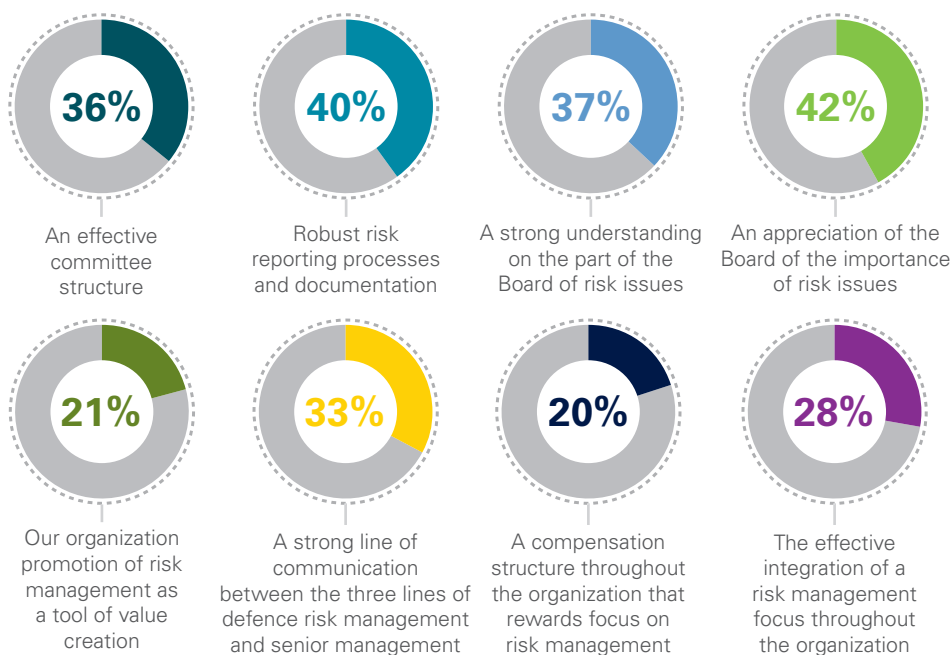 36%
An effective
committee
structure
40%
Robust risk
reporting processes
and documentation
37%
A strong understanding
on the part of the
Board of risk issues
42%
An appreciation of the
Board of the importance
of risk issues
21%
Our organization
promotion of risk
management as
a tool of value
creation
33%
A strong line of
communication
between the three lines of
defence risk management
and senior management
20%
A compensation
structure throughout
the organization that
rewards focus on
risk management
28%
The effective
integration of a
risk management
focus throughout
the organization